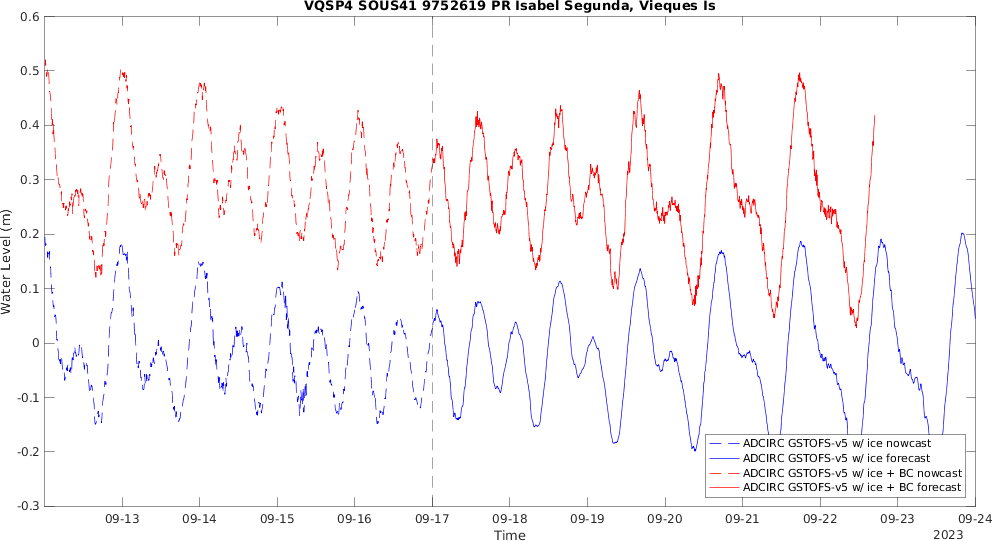 VQSP4 SOUS41 9752619 PR Isabel Segunda, Vieques Is
0.6
0.5
0.4
0.3
0.2
0.1
0
-0.1
-0.2
-0.3
Water Level (m)
ADCIRC GSTOFS-v5 w/ ice nowcast
ADCIRC GSTOFS-v5 w/ ice forecast
ADCIRC GSTOFS-v5 w/ ice + BC nowcast
ADCIRC GSTOFS-v5 w/ ice + BC forecast
09-13 09-14 09-15 09-16 09-17 09-18 09-19 09-20 09-21 09-22 09-23 09-24
Time
2023